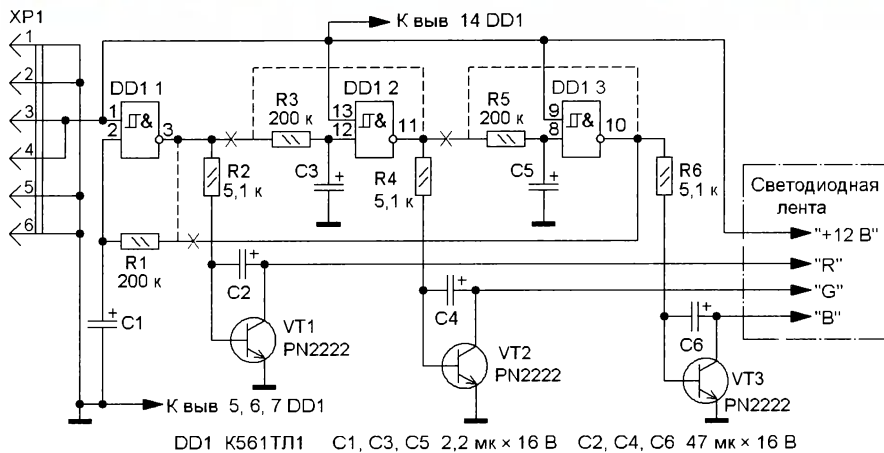 XP1
1
2
3
4
5
6
К выв 14 DD1
DD1 1
1
2
3
&
R3
200 к
DD1 2
13
12
11
&
R5
200 к
DD1 3
9
8
10
&
R2
5,1 к
C3
+
R4
5,1 к
C5
+
R6
5,1 к
Светодиодная
лента
"+12 В"
"R"
"G"
"B"
R1
200 к
C1
+
C2
+
VT1
PN2222
C4
+
VT2
PN2222
C6
+
VT3
PN2222
К выв 5, 6, 7 DD1
DD1 К561ТЛ1 C1, C3, C5 2,2 мк × 16 В C2, C4, C6 47 мк × 16 В